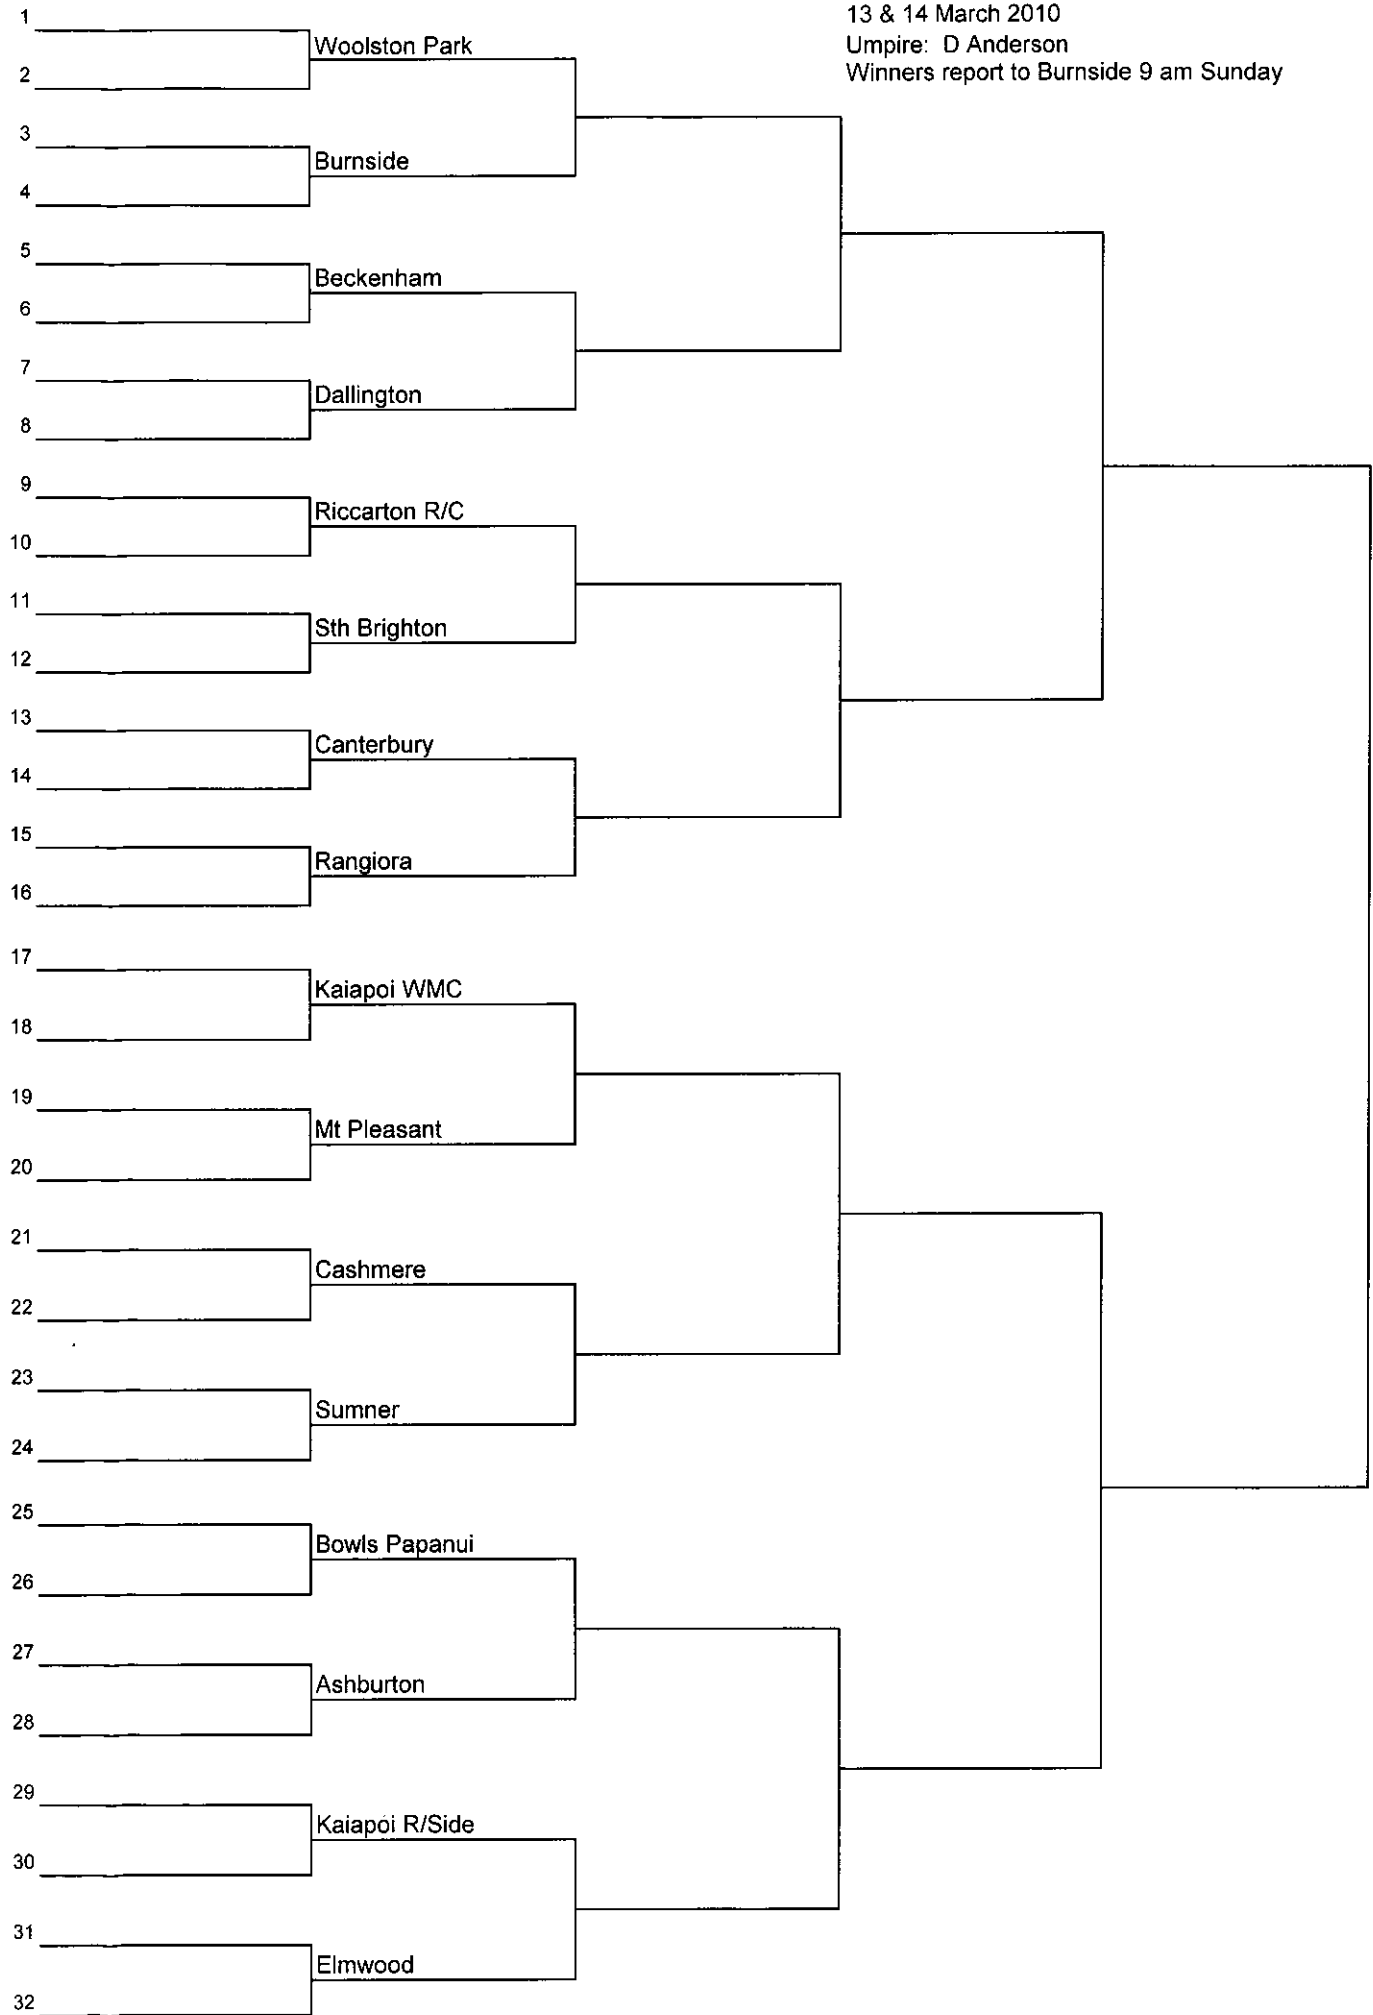 13 & 14 March 2010
Umpire: D Anderson
Winners report to Burnside 9 am Sunday
1
Woolston Park
2
3
Burnside
4
5
Beckenham
6
7
Dallington
8
9
Riccarton R/C
10
11
Sth Brighton
12
13
Canterbury
14
15
Rangiora
16
17
Kaiapoi WMC
18
19
Mt Pleasant
20
21
Cashmere
22
23
Sumner
24
25
Bowls Papanui
26
27
Ashburton
28
29
Kaiapoi R/Side
30
31
Elmwood
32